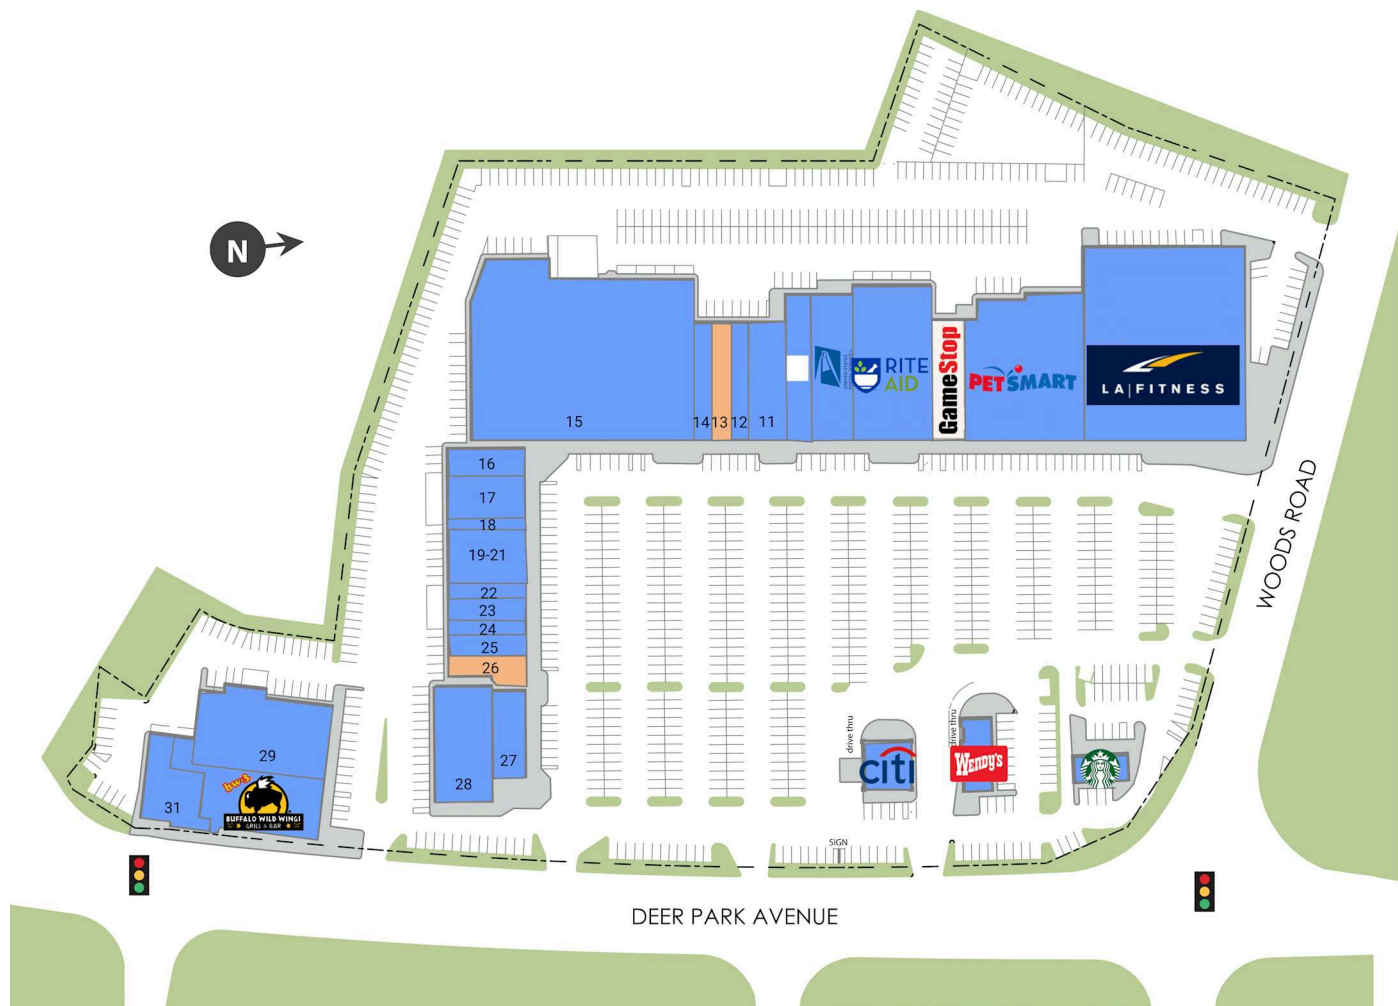 N
15
14
13
12
11
RITE
AID
GameStop
PETSMART
LA|FITNESS
16
17
18
19-21
22
23
24
25
26
27
28
29
31
bw-3
BUFFALO WILD WINGS
GRILL & BAR
drive thru
citi
drive thru
WENDY'S
SIGN
WOODS ROAD
DEER PARK AVENUE